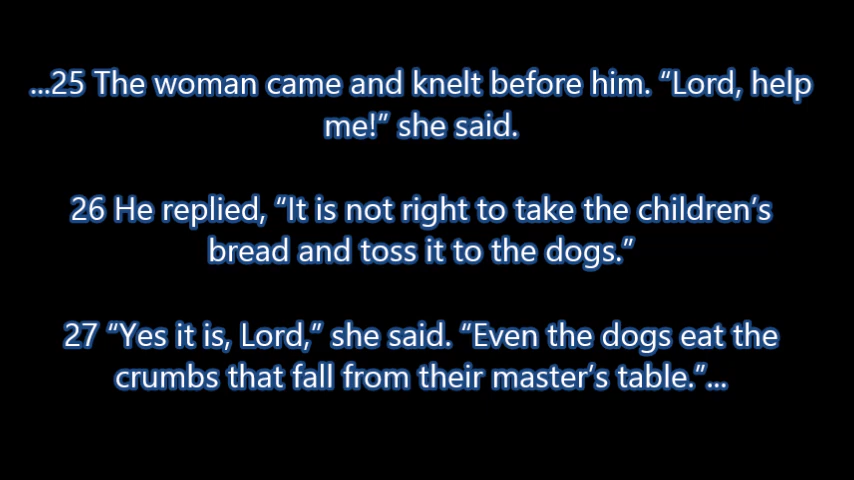 ...25 The woman came and knelt before him. “Lord, help
me!” she said.
26 He replied, “It is not right to take the children’s
bread and toss it to the dogs.”
27 “Yes it is, Lord,” she said. “Even the dogs eat the
crumbs that fall from their master’s table.”...